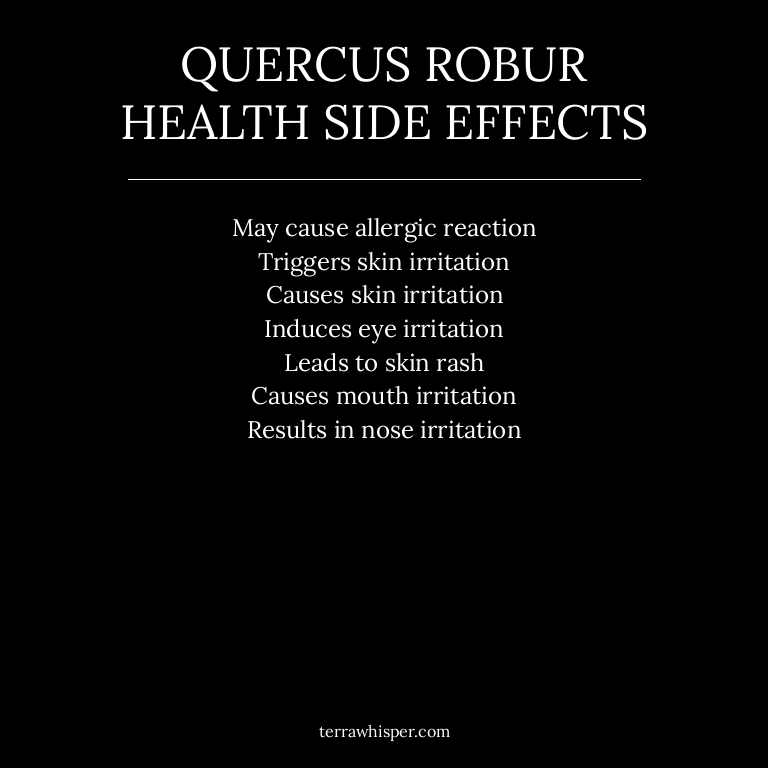 QUERCUS ROBUR
HEALTH SIDE EFFECTS
May cause allergic reaction
Triggers skin irritation
Causes skin irritation
Induces eye irritation
Leads to skin rash
Causes mouth irritation
Results in nose irritation
terrawhisper.com